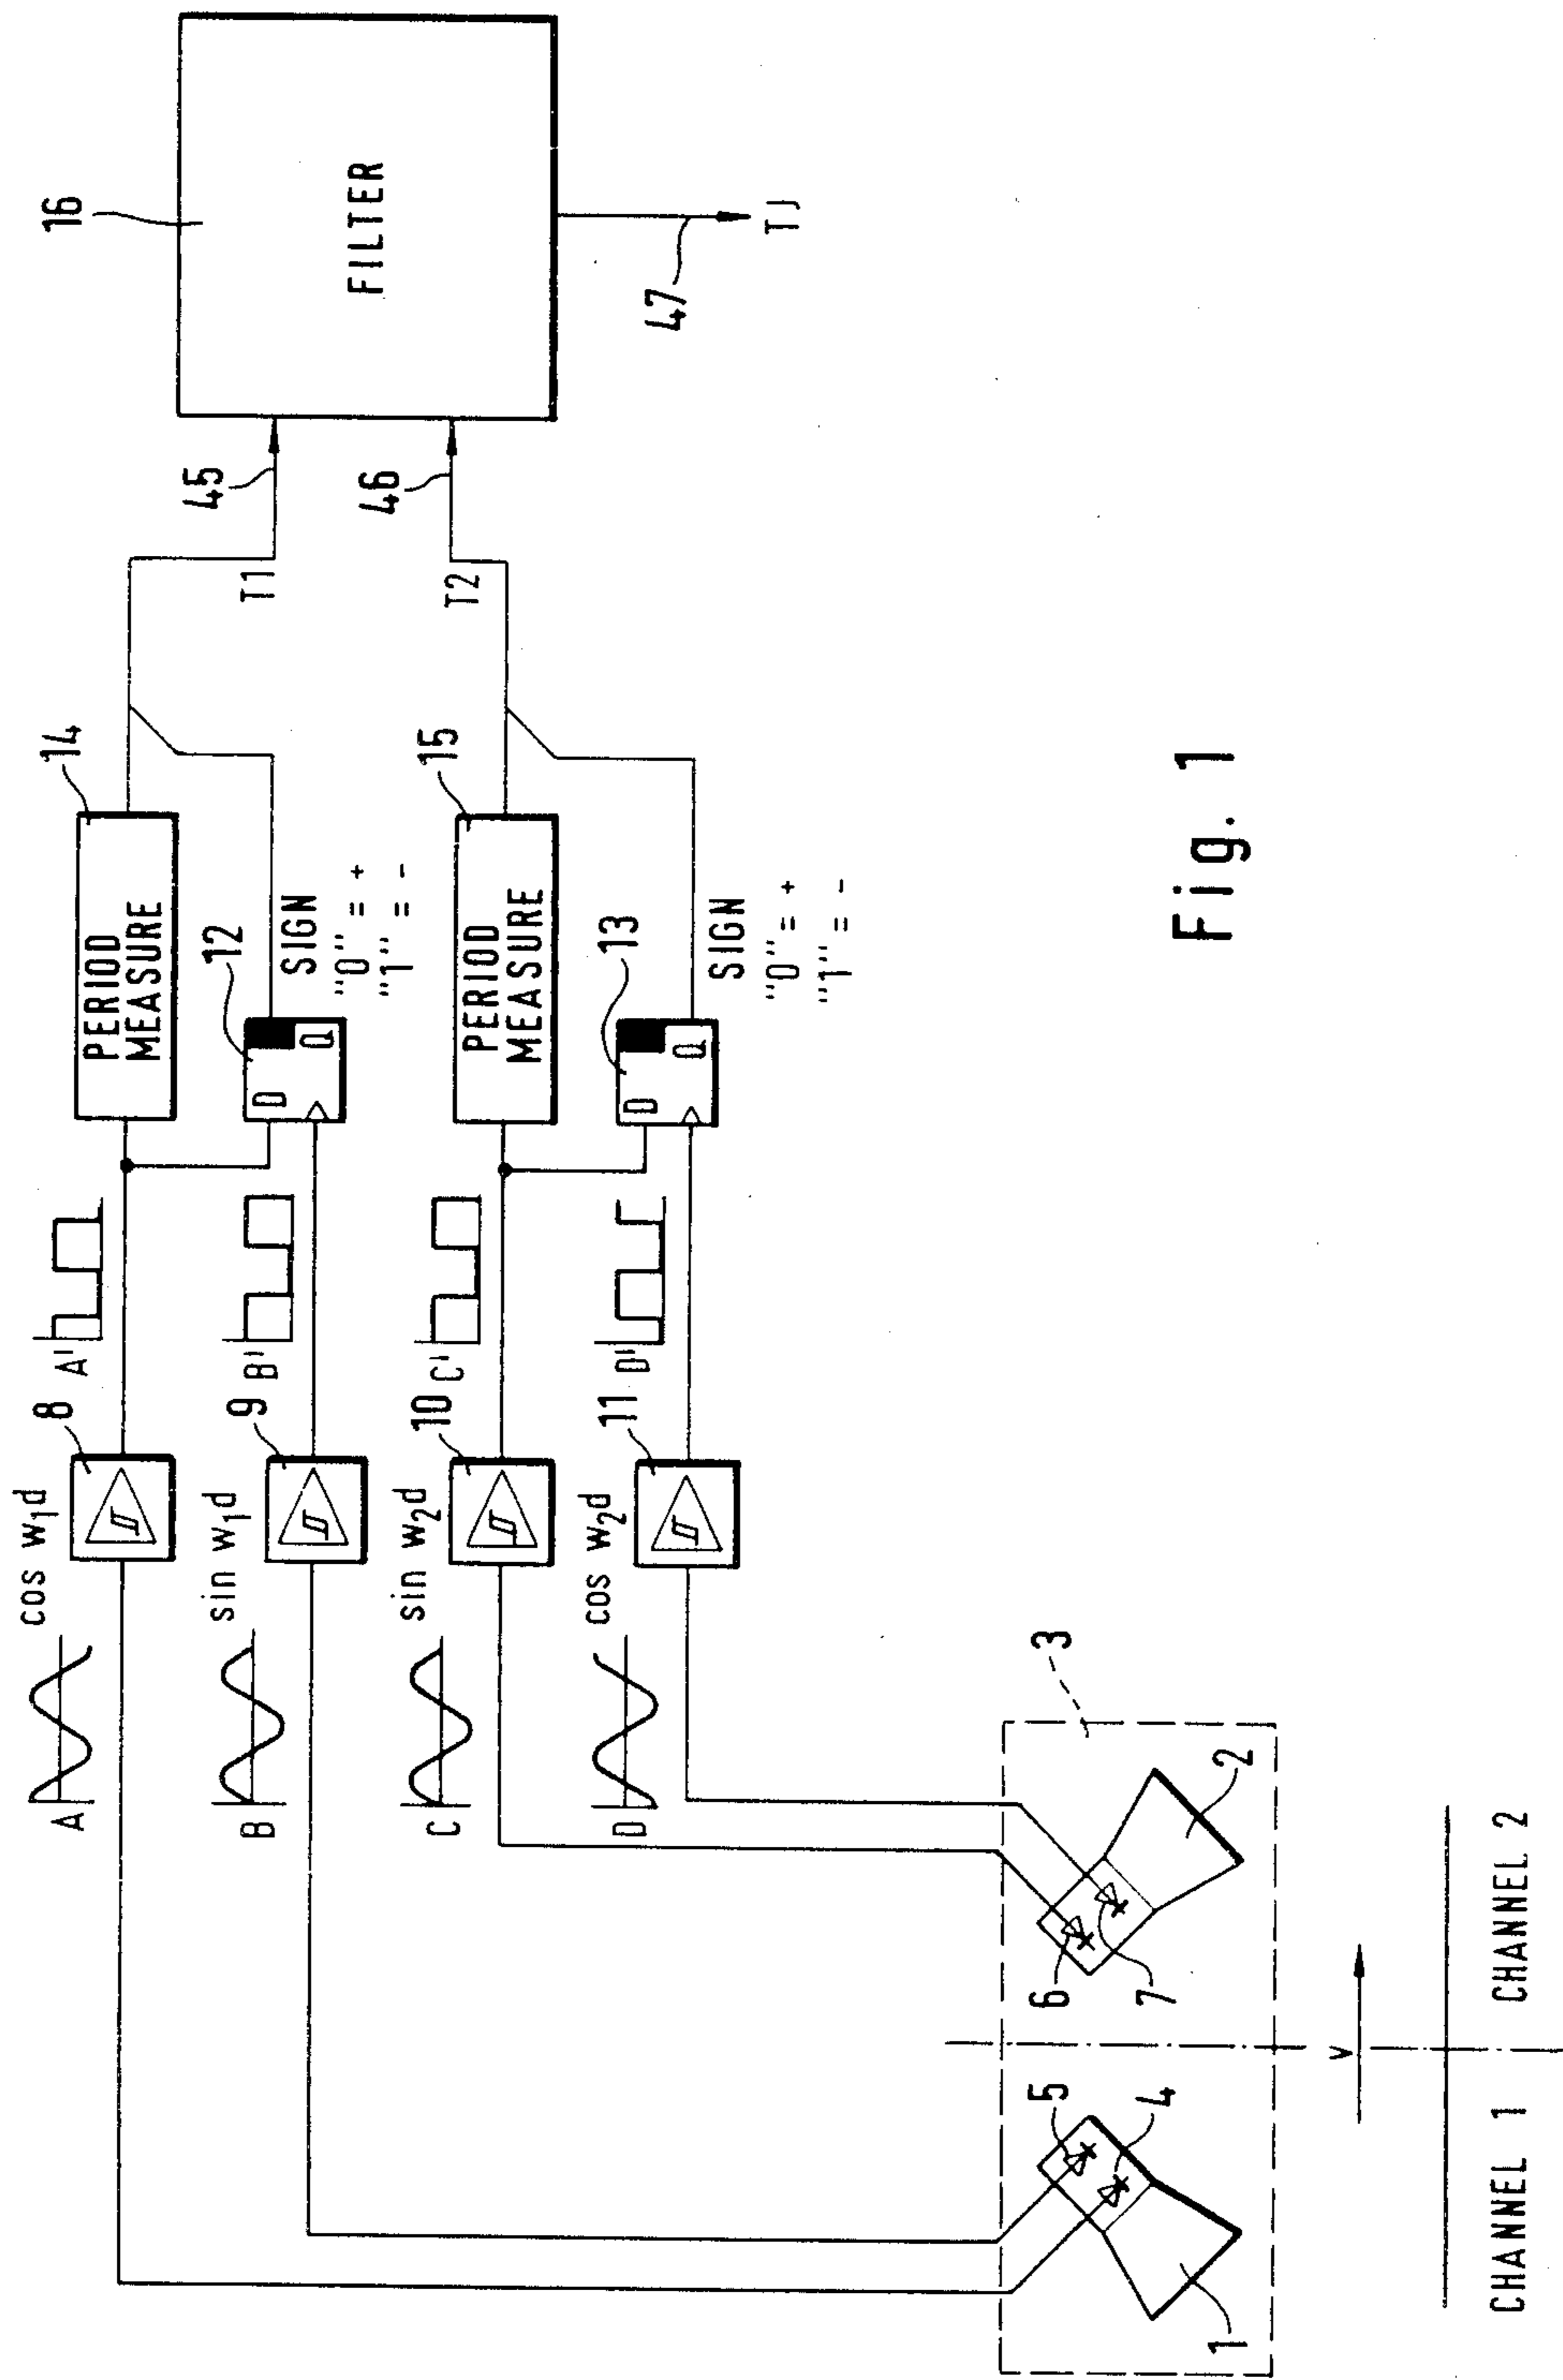 A
cos w1d
8
A'
PERIOD
MEASURE
14
16
B
sin w1d
9
B'
D
Q
12
SIGN
"0" = +
"1" = -
T1
45
FILTER
C
sin w2d
10
C'
PERIOD
MEASURE
15
T2
46
47
TJ
D
cos w2d
11
D'
D
Q
13
SIGN
"0" = +
"1" = -
5
4
1
6
7
2
3
v
CHANNEL 1
CHANNEL 2
Fig. 1